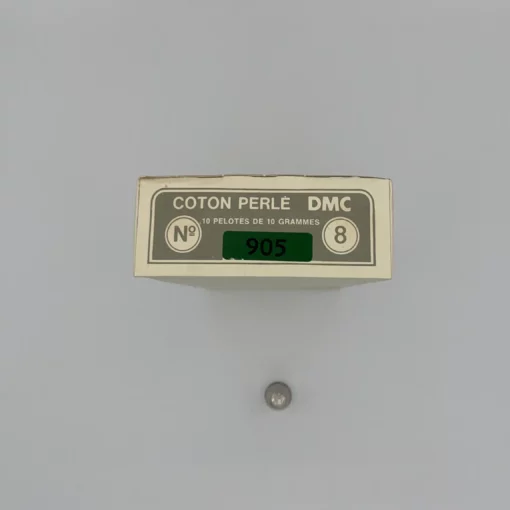 COTON PERLÉ DMC
10 PELOTES DE 10 GRAMMES
Nº 905 8